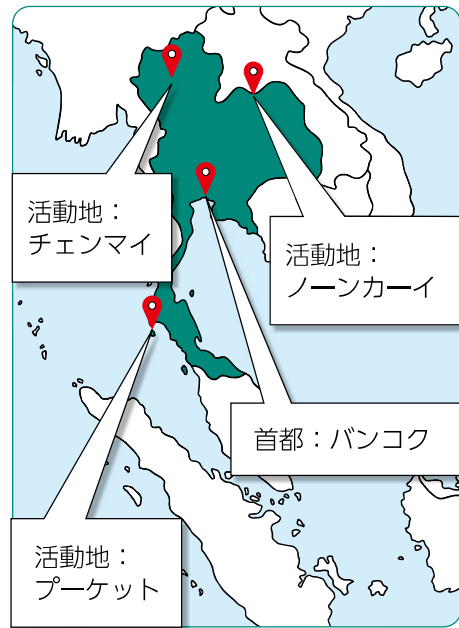 活動地：
チェンマイ
活動地：
ノーンカーイ
首都：バンコク
活動地：
プーケット